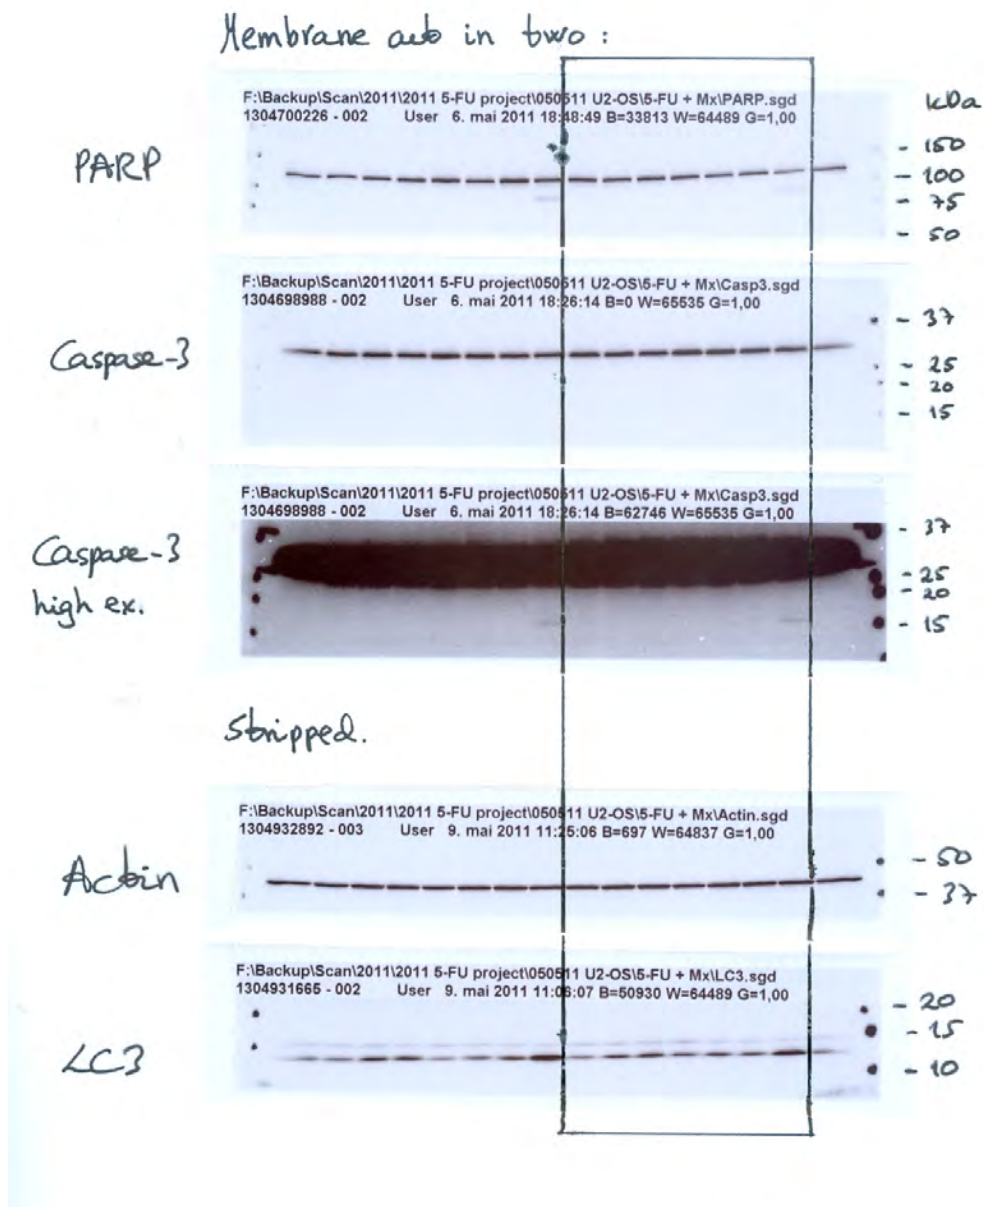 Membrane cut in two :
F:\Backup\Scan\2011\2011 5-FU project\050511 U2-OS\5-FU + Mx\PARP.sgd
1304700226 - 002 User 6. mai 2011 18:48:49 B=33813 W=64489 G=1,00
kDa
PARP
- 150
- 100
- 75
- 50
F:\Backup\Scan\2011\2011 5-FU project\050511 U2-OS\5-FU + Mx\Casp3.sgd
1304698988 - 002 User 6. mai 2011 18:26:14 B=0 W=65535 G=1,00
Caspase-3
- 37
- 25
- 20
- 15
F:\Backup\Scan\2011\2011 5-FU project\050511 U2-OS\5-FU + Mx\Casp3.sgd
1304698988 - 002 User 6. mai 2011 18:26:14 B=62746 W=65535 G=1,00
Caspase-3
high ex.
- 37
- 25
- 20
- 15
Stripped.
F:\Backup\Scan\2011\2011 5-FU project\050511 U2-OS\5-FU + Mx\Actin.sgd
1304932892 - 003 User 9. mai 2011 11:25:06 B=697 W=64837 G=1,00
Actin
- 50
- 37
F:\Backup\Scan\2011\2011 5-FU project\050511 U2-OS\5-FU + Mx\LC3.sgd
1304931665 - 002 User 9. mai 2011 11:06:07 B=50930 W=64489 G=1,00
LC3
- 20
- 15
- 10